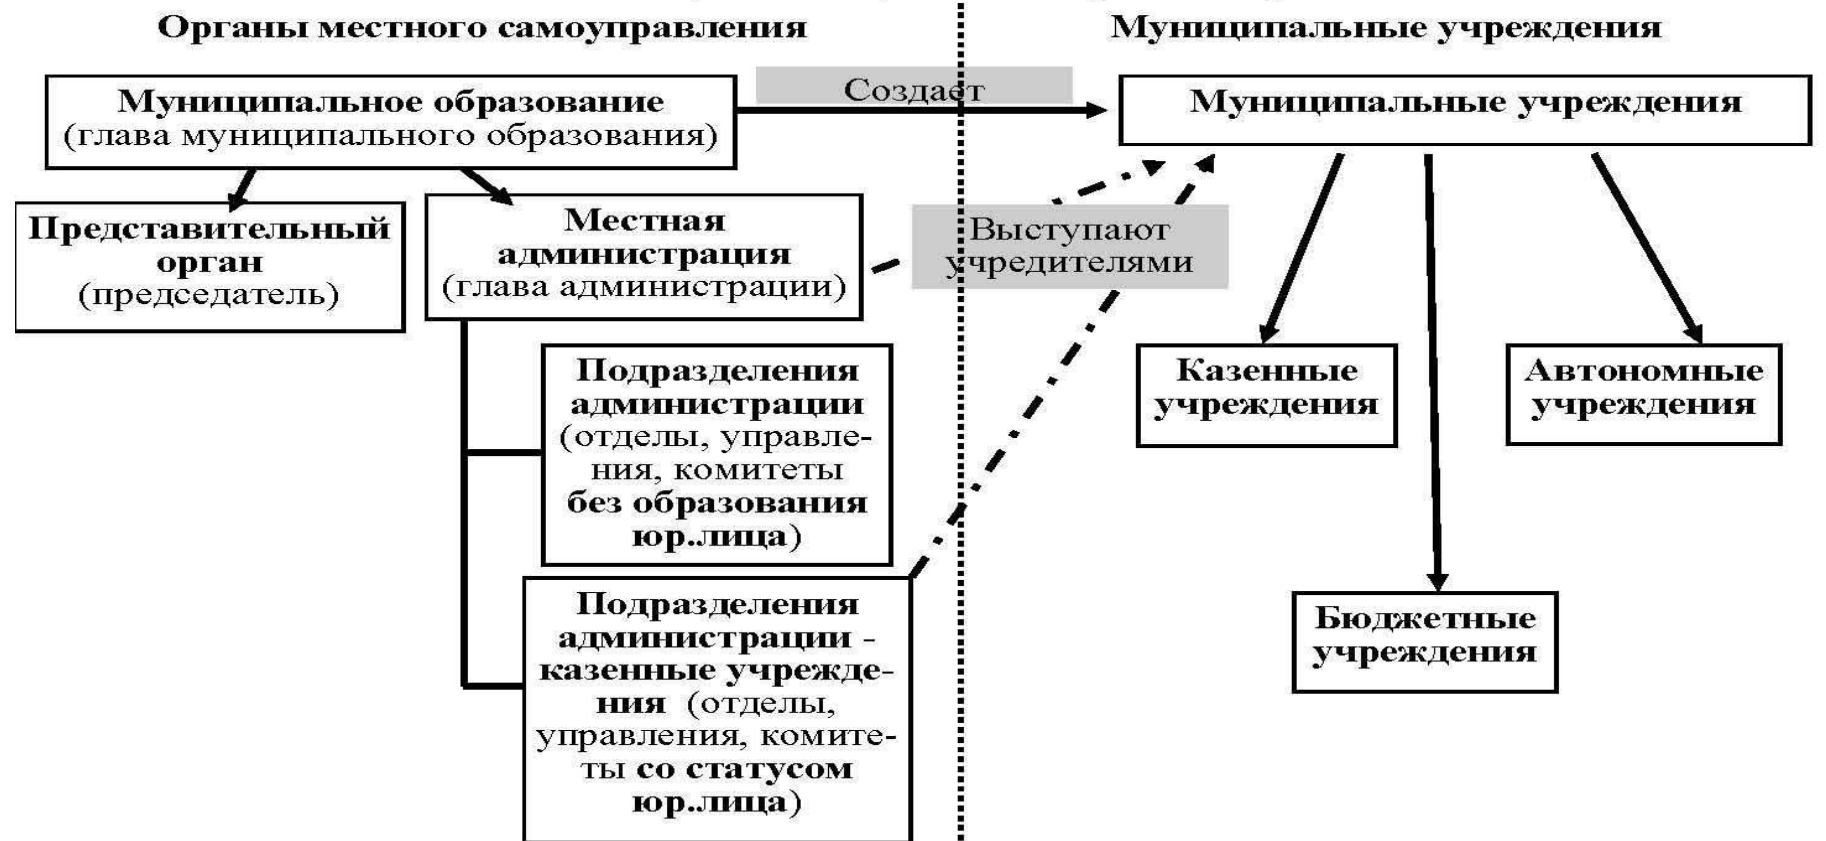 Органы местного самоуправления
Муниципальные учреждения
Муниципальное образование
(глава муниципального образования)
Создает
Муниципальные учреждения
Представительный
орган
(председатель)
Местная
администрация
(глава администрации)
Выступают
учредителями
Подразделения
администрации
(отделы, управле-
ния, комитеты
без образования
юр.лица)
Подразделения
администрации -
казенные учрежде-
ния (отделы,
управления, комите-
ты со статусом
юр.лица)
Казенные
учреждения
Автономные
учреждения
Бюджетные
учреждения